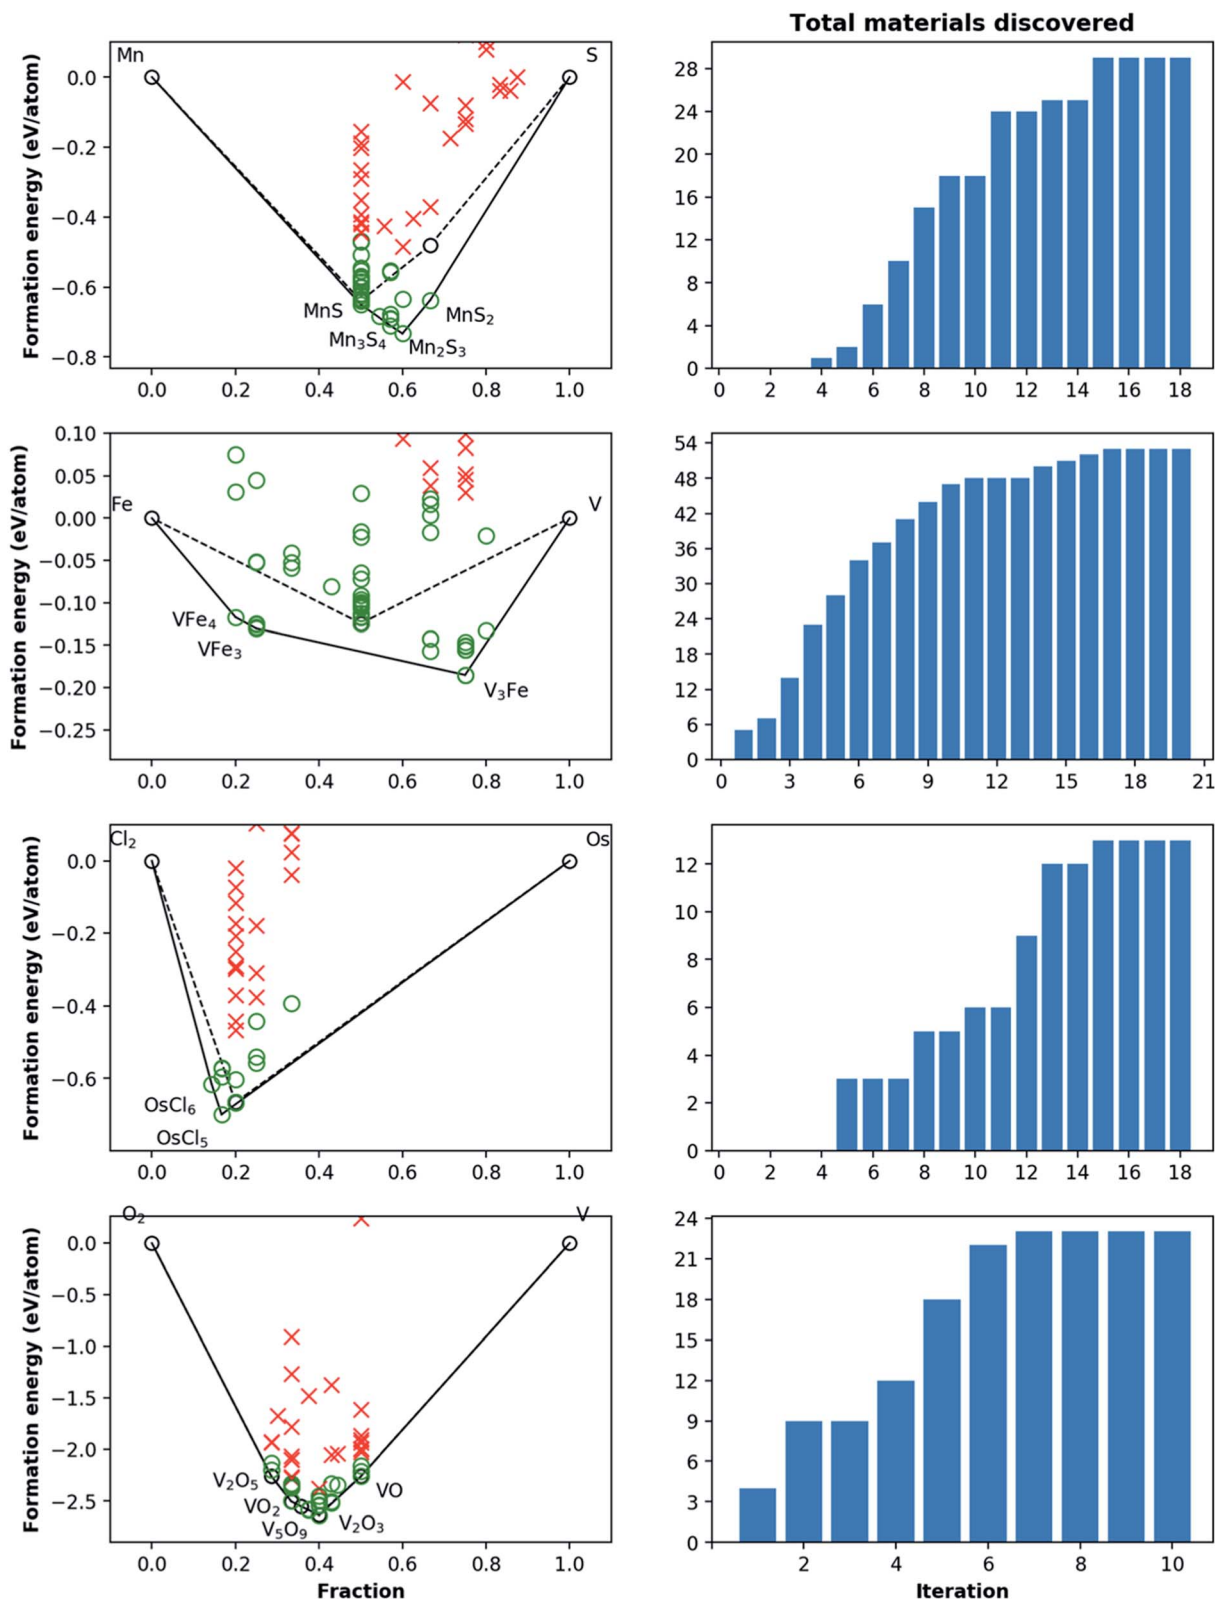 Total materials discovered
Mn
S
Formation energy (eV/atom)
0.0
−0.2
−0.4
−0.6
−0.8
MnS
Mn₃S₄
Mn₂S₃
MnS₂
0.0 0.2 0.4 0.6 0.8 1.0
28
24
20
16
12
8
4
0
0 2 4 6 8 10 12 14 16 18
Fe
V
Formation energy (eV/atom)
0.10
0.05
0.00
−0.05
−0.10
−0.15
−0.20
−0.25
VFe₄
VFe₃
V₃Fe
0.0 0.2 0.4 0.6 0.8 1.0
54
48
42
36
30
24
18
12
6
0
0 3 6 9 12 15 18 21
Cl₂
Os
Formation energy (eV/atom)
0.0
−0.2
−0.4
−0.6
OsCl₆
OsCl₅
0.0 0.2 0.4 0.6 0.8 1.0
12
10
8
6
4
2
0
0 2 4 6 8 10 12 14 16 18
O₂
V
Formation energy (eV/atom)
0.0
−0.5
−1.0
−1.5
−2.0
−2.5
V₂O₅
VO₂
V₅O₉
V₂O₃
VO
0.0 0.2 0.4 0.6 0.8 1.0
Fraction
24
21
18
15
12
9
6
3
0
2 4 6 8 10
Iteration